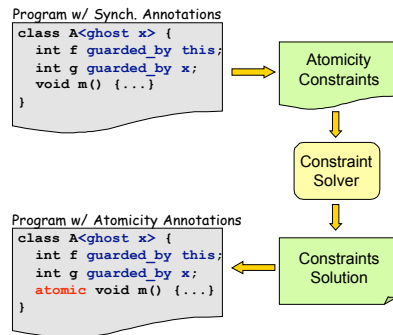 Program w/ Synch. Annotations
class A<ghost x> {
int f guarded_by this;
int g guarded_by x;
void m() {...}
}
Atomicity
Constraints
Constraint
Solver
Program w/ Atomicity Annotations
class A<ghost x> {
int f guarded_by this;
int g guarded_by x;
atomic void m() {...}
}
Constraints
Solution